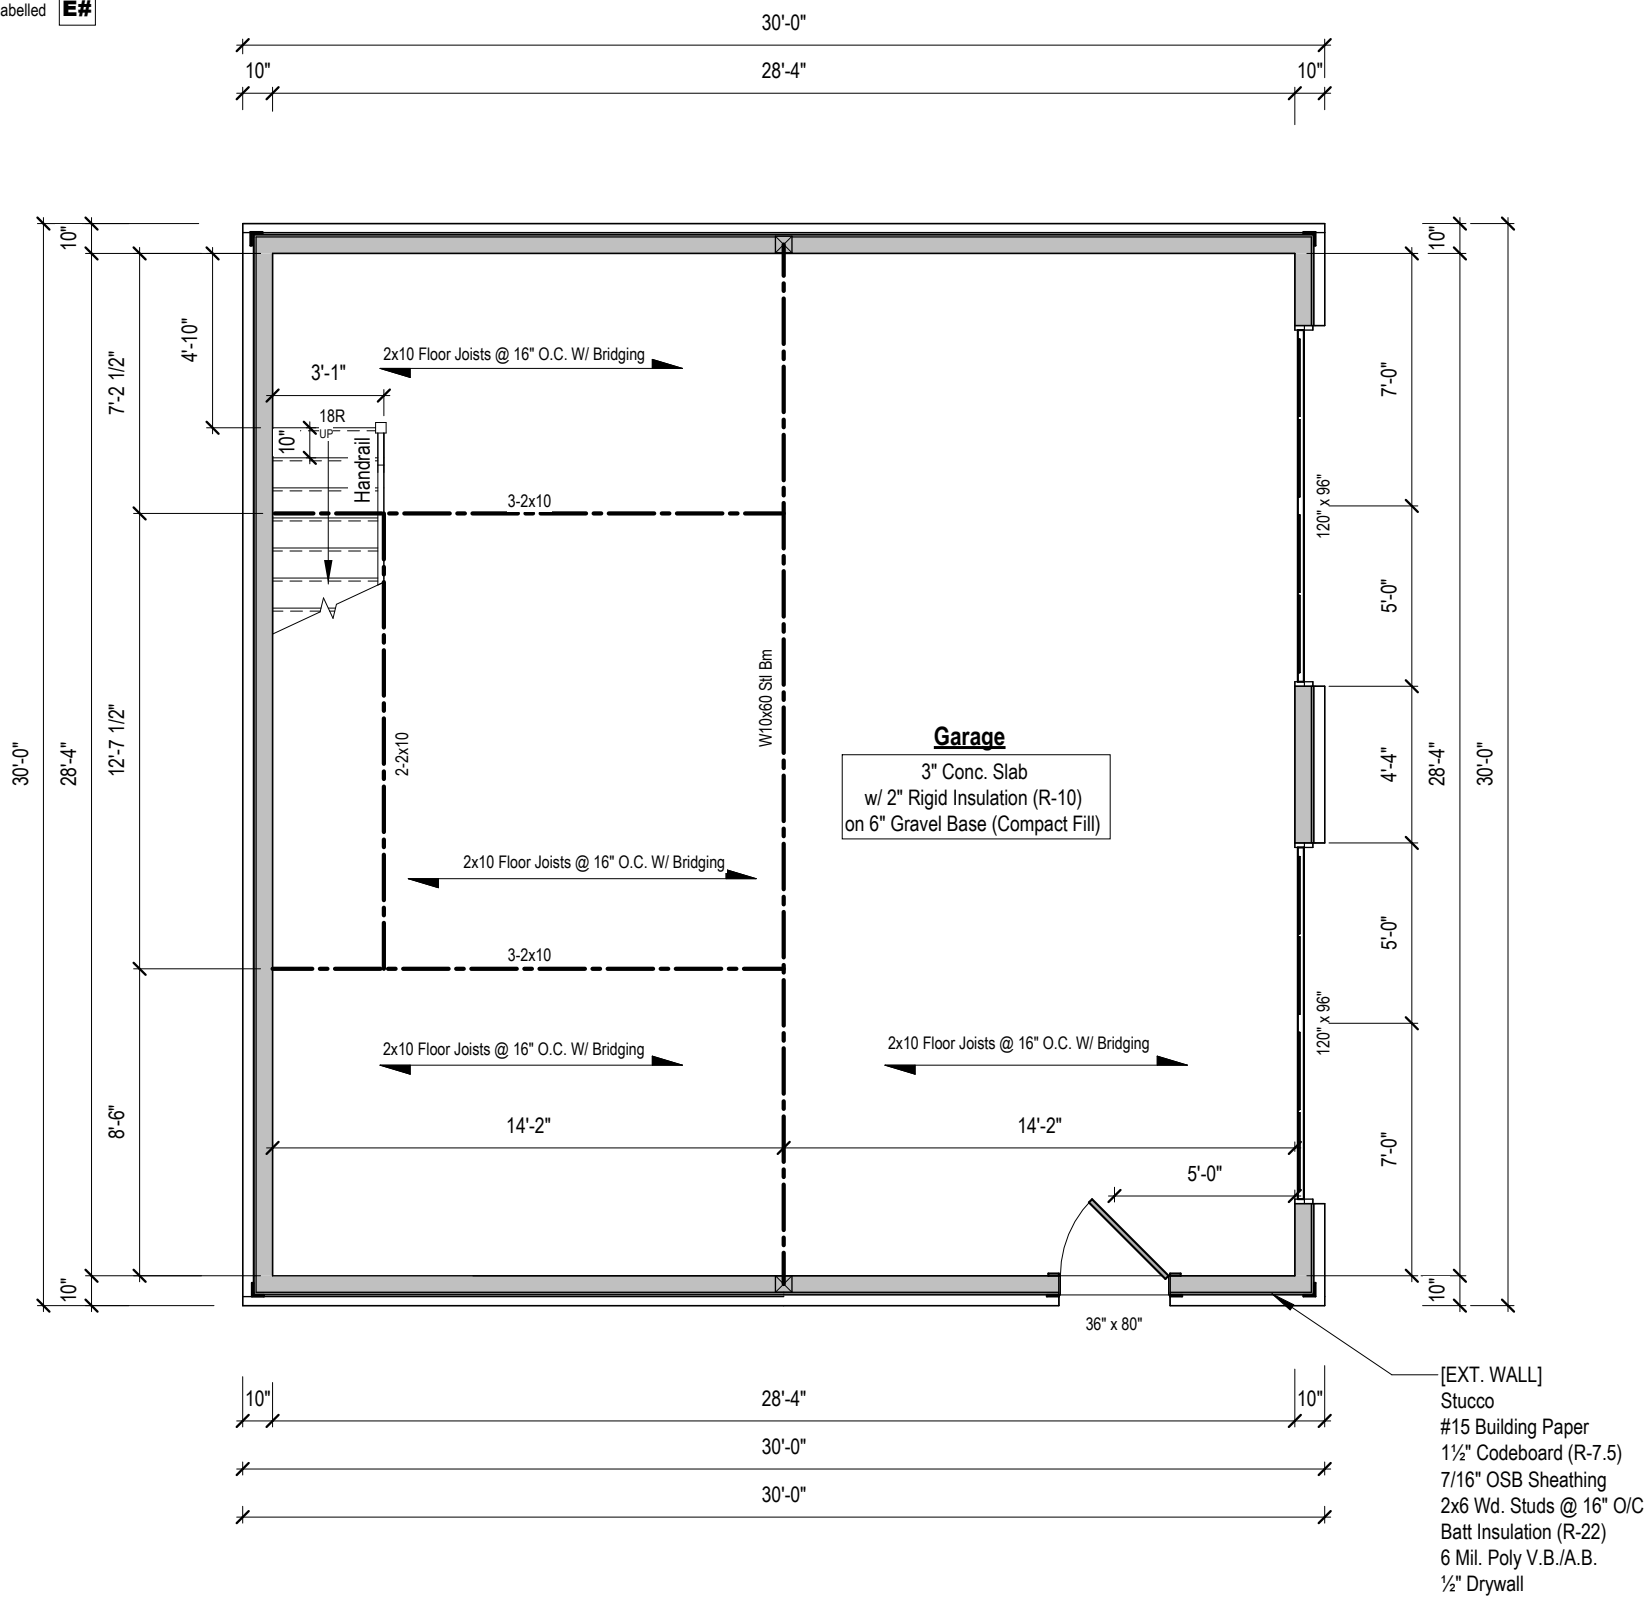 abelled E#
30'-0"
10" 28'-4" 10"
10"
10"
4'-10"
7'-2 1/2"
2x10 Floor Joists @ 16" O.C. W/ Bridging
3'-1"
7'-0"
18R
UP
10"
Handrail
3-2x10
120" x 96"
5'-0"
12'-7 1/2"
W10x60 Stl Bm
2-2x10
30'-0"
28'-4"
Garage
3" Conc. Slab
w/ 2" Rigid Insulation (R-10)
on 6" Gravel Base (Compact Fill)
4'-4"
28'-4"
30'-0"
2x10 Floor Joists @ 16" O.C. W/ Bridging
5'-0"
3-2x10
120" x 96"
2x10 Floor Joists @ 16" O.C. W/ Bridging
2x10 Floor Joists @ 16" O.C. W/ Bridging
8'-6"
14'-2"
14'-2"
7'-0"
5'-0"
10"
10"
36" x 80"
10" 28'-4" 10"
30'-0"
30'-0"
[EXT. WALL]
Stucco
#15 Building Paper
1½" Codeboard (R-7.5)
7/16" OSB Sheathing
2x6 Wd. Studs @ 16" O/C
Batt Insulation (R-22)
6 Mil. Poly V.B./A.B.
½" Drywall